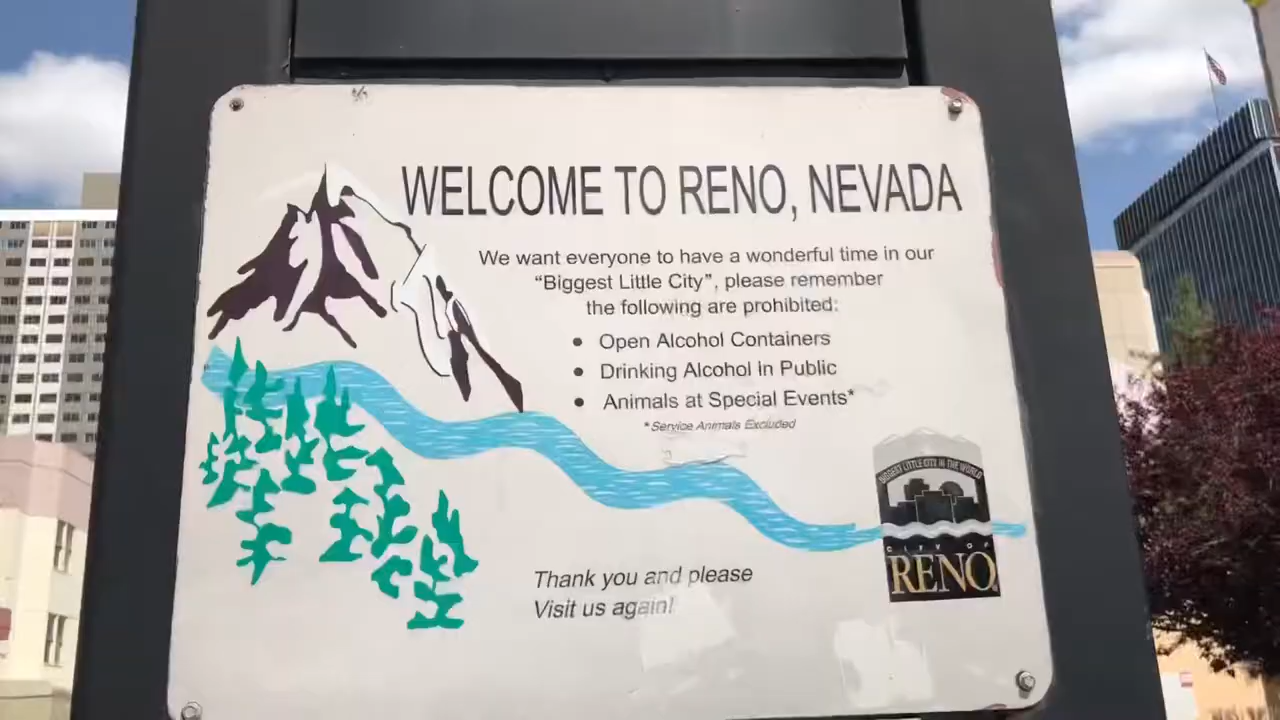 WELCOME TO RENO, NEVADA
We want everyone to have a wonderful time in our
“Biggest Little City”, please remember
the following are prohibited:
• Open Alcohol Containers
• Drinking Alcohol in Public
• Animals at Special Events*
*Service Animals Excluded
BIGGEST LITTLE CITY IN THE WORLD
CITY OF
RENO
Thank you and please
Visit us again!